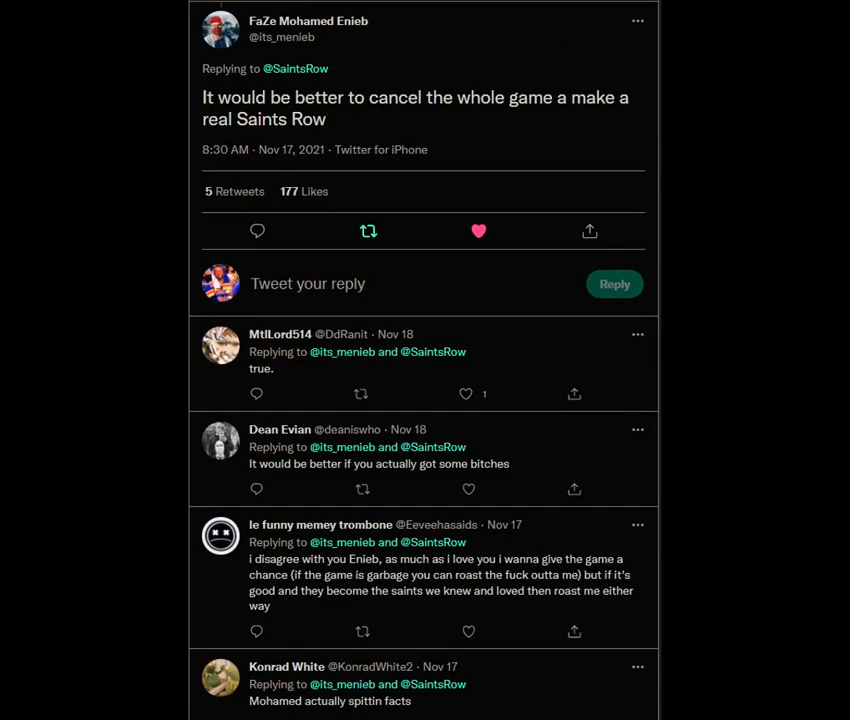 FaZe Mohamed Enieb
@its_menieb
Replying to @SaintsRow
It would be better to cancel the whole game a make a
real Saints Row
8:30 AM · Nov 17, 2021 · Twitter for iPhone
5 Retweets 177 Likes
Tweet your reply
Reply
MtlLord514 @DdRanit · Nov 18
Replying to @its_menieb and @SaintsRow
true.
1
Dean Evian @deaniswho · Nov 18
Replying to @its_menieb and @SaintsRow
It would be better if you actually got some bitches
le funny memey trombone @Eeveehasaids · Nov 17
Replying to @its_menieb and @SaintsRow
i disagree with you Enieb, as much as i love you i wanna give the game a
chance (if the game is garbage you can roast the fuck outta me) but if it's
good and they become the saints we knew and loved then roast me either
way
Konrad White @KonradWhite2 · Nov 17
Replying to @its_menieb and @SaintsRow
Mohamed actually spittin facts